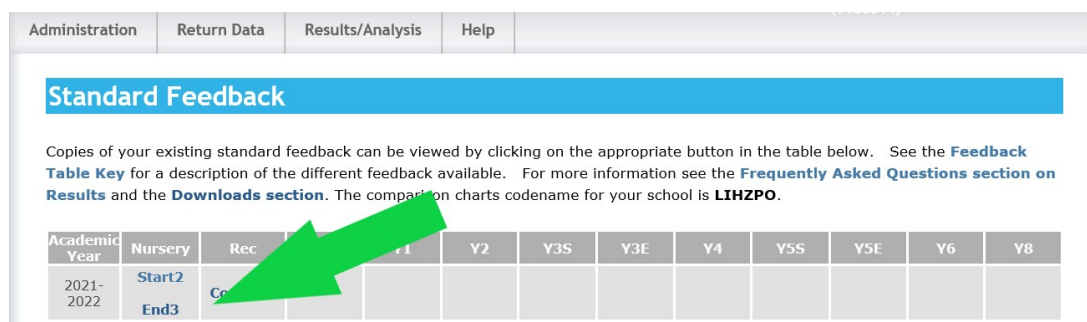 Administration Return Data Results/Analysis Help
Standard Feedback
Copies of your existing standard feedback can be viewed by clicking on the appropriate button in the table below. See the Feedback
Table Key for a description of the different feedback available. For more information see the Frequently Asked Questions section on
Results and the Downloads section. The comparison charts codename for your school is LIHZPO.
Academic Year Nursery Rec Y2 Y3S Y3E Y4 Y5S Y5E Y6 Y8
2021-2022 Start2
End3